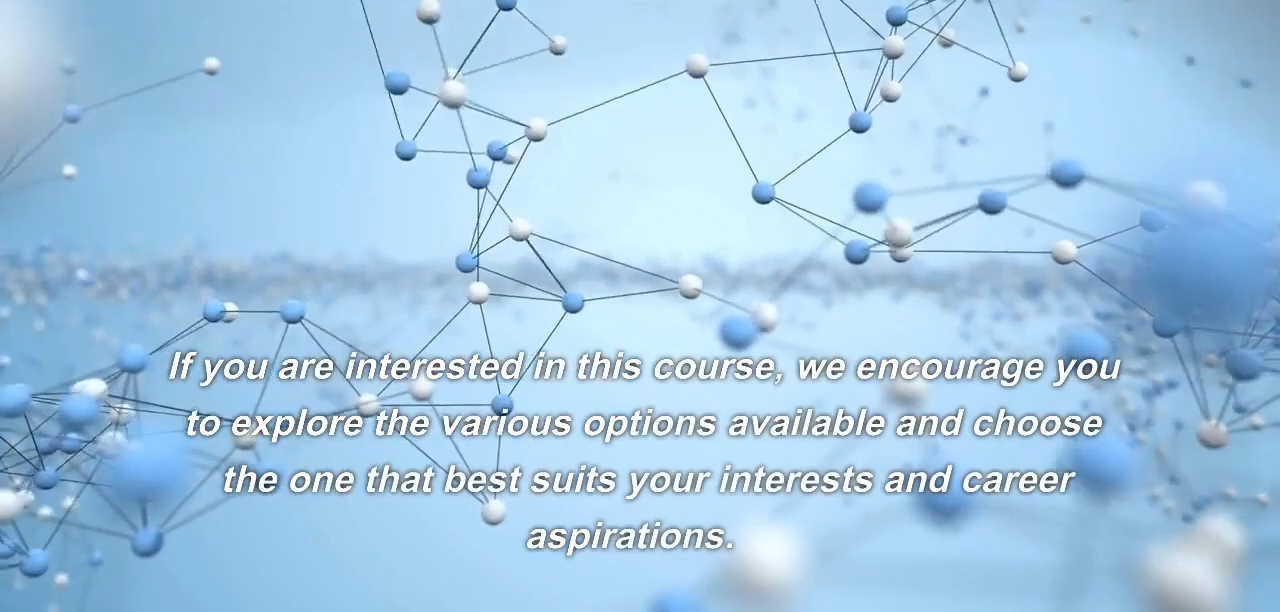 If you are interested in this course, we encourage you
to explore the various options available and choose
the one that best suits your interests and career
aspirations.